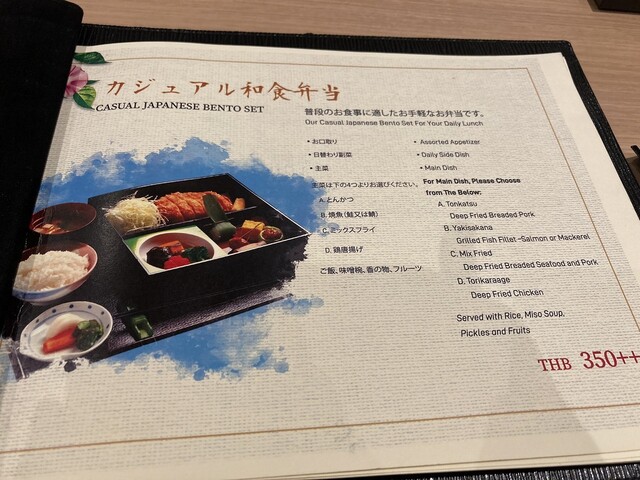 カジュアル和食弁当
CASUAL JAPANESE BENTO SET
普段のお食事に適したお手軽なお弁当です。
Our Casual Japanese Bento Set For Your Daily Lunch
• お口取り
• 日替わり副菜
• 主菜
主菜は下の4つよりお選びください。
A. とんかつ
B. 焼魚（鮭又は鯖）
C. ミックスフライ
D. 鶏唐揚げ
ご飯、味噌椀、香の物、フルーツ
• Assorted Appetizer
• Daily Side Dish
• Main Dish
For Main Dish, Please Choose
from The Below:
A. Tonkatsu
Deep Fried Breaded Pork
B. Yakisakana
Grilled Fish Fillet -Salmon or Mackerel
C. Mix Fried
Deep Fried Breaded Seafood and Pork
D. Torikaraage
Deep Fried Chicken
Served with Rice, Miso Soup,
Pickles and Fruits
THB 350++